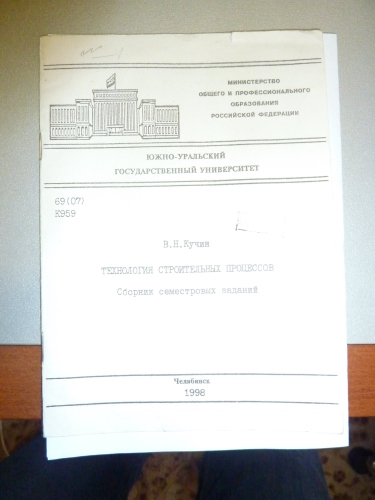 МИНИСТЕРСТВО
ОБЩЕГО И ПРОФЕССИОНАЛЬНОГО
ОБРАЗОВАНИЯ
РОССИЙСКОЙ ФЕДЕРАЦИИ
ЮЖНО-УРАЛЬСКИЙ
ГОСУДАРСТВЕННЫЙ УНИВЕРСИТЕТ
69(07)
К959
В.Н.Кучин
ТЕХНОЛОГИЯ СТРОИТЕЛЬНЫХ ПРОЦЕССОВ
Сборник семестровых заданий
Челябинск
1998